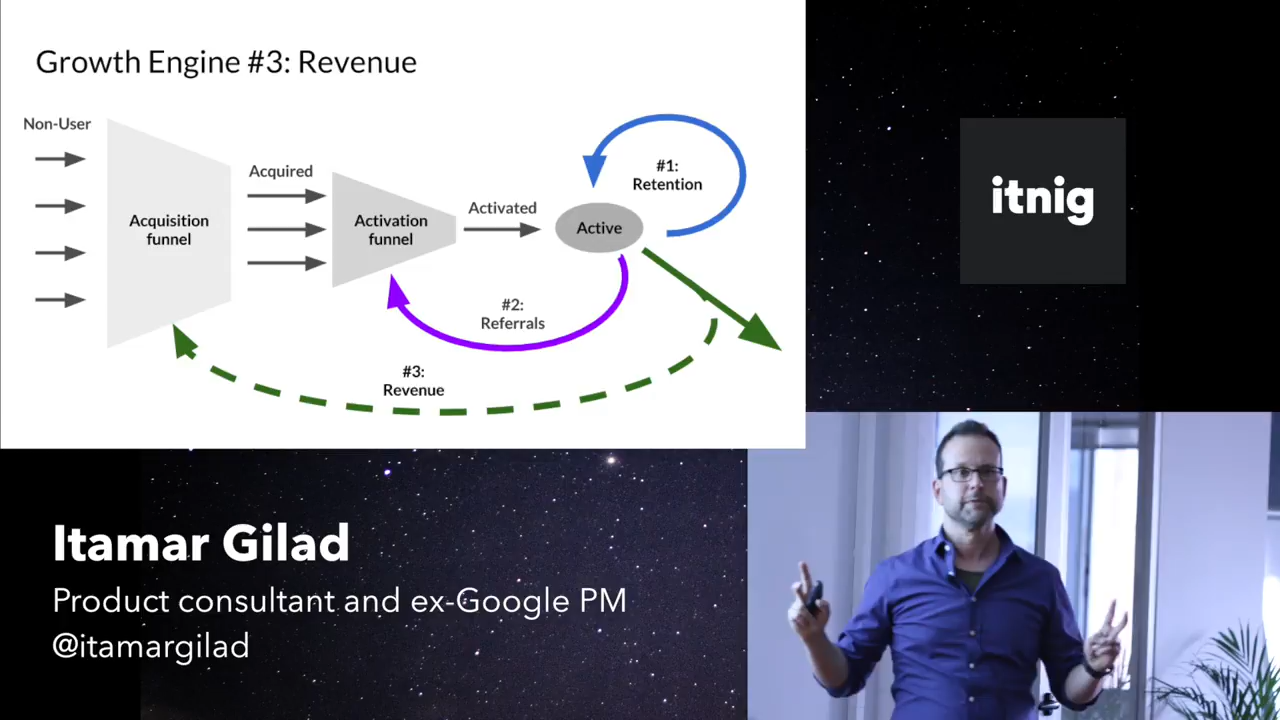 Growth Engine #3: Revenue
Non-User
Acquisition
funnel
Acquired
Activation
funnel
Activated
Active
#1:
Retention
#2:
Referrals
#3:
Revenue
itnig
Itamar Gilad
Product consultant and ex-Google PM
@itamargilad